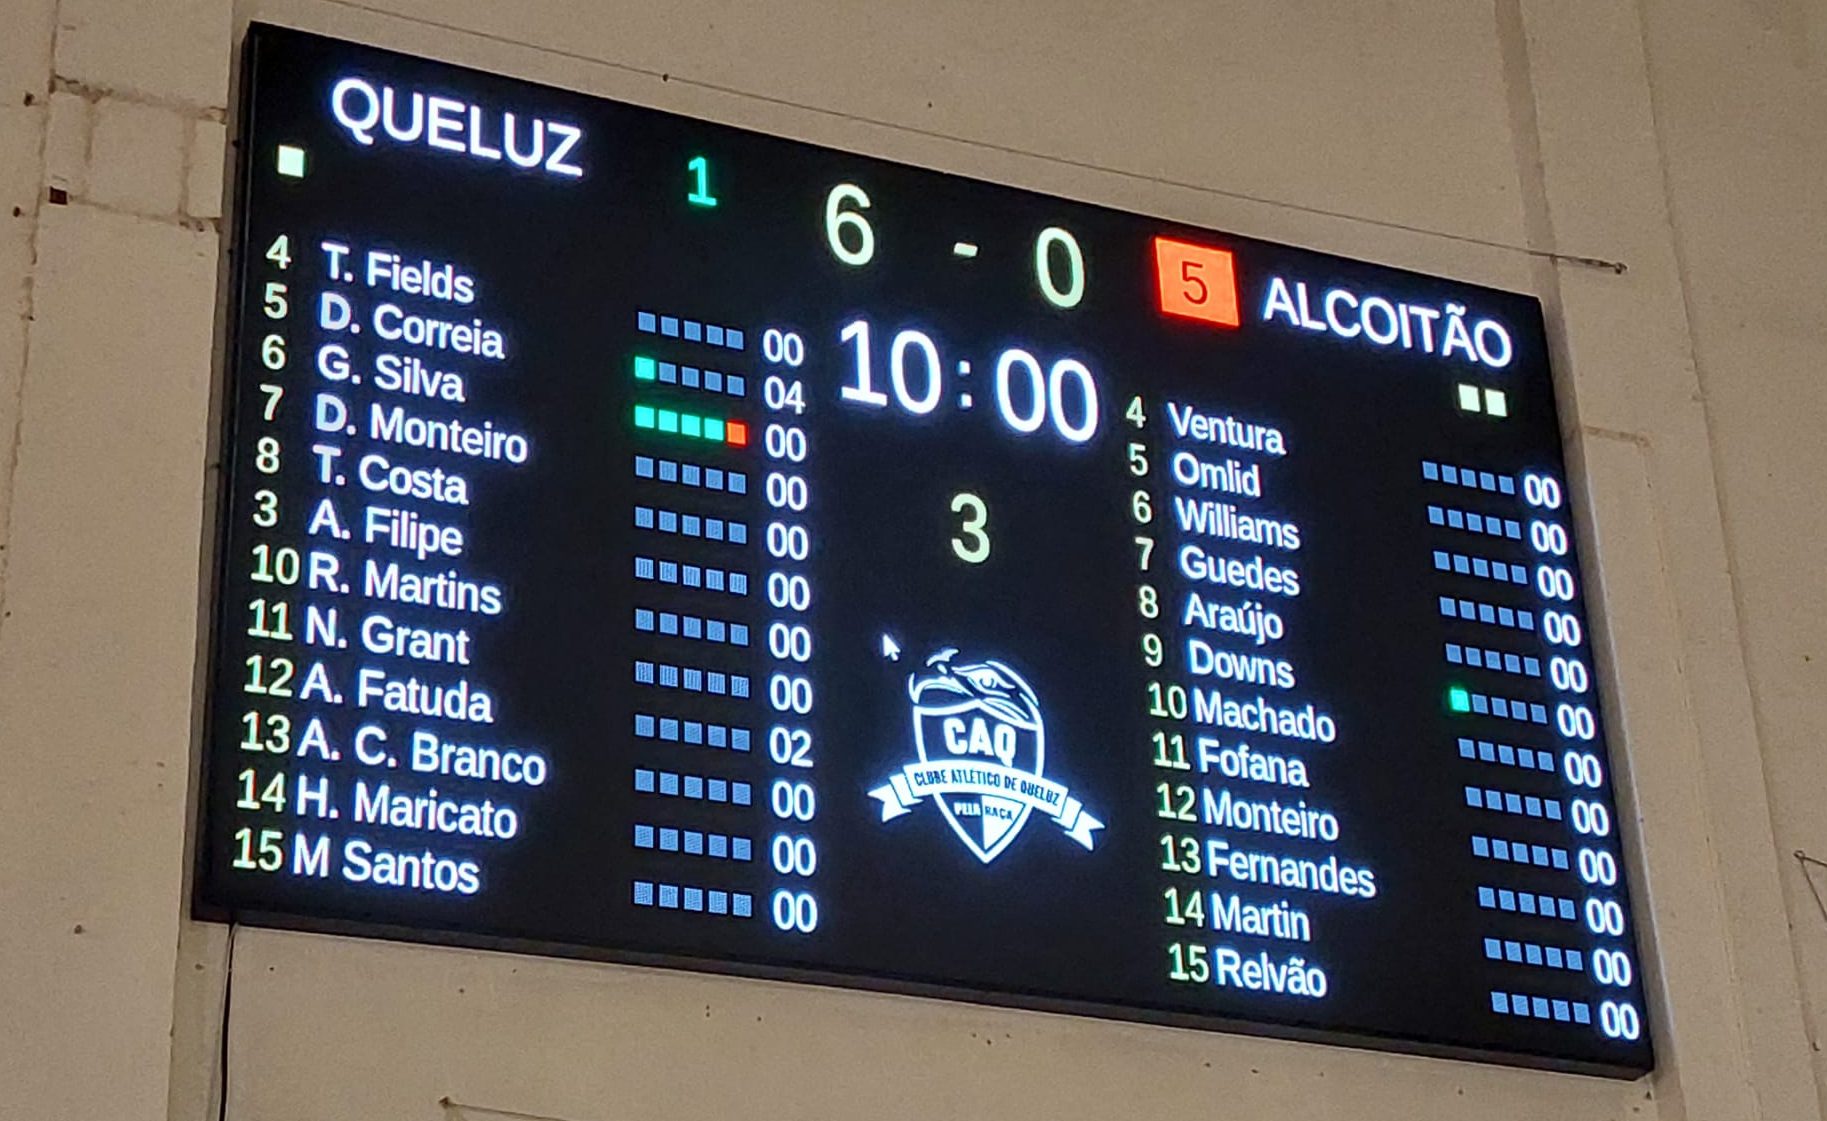 QUELUZ 1 6 - 0 5 ALCOITÃO
10:00
3
4 T. Fields 00
5 D. Correia 04
6 G. Silva 00
7 D. Monteiro 00
8 T. Costa 00
3 A. Filipe 00
10 R. Martins 00
11 N. Grant 00
12 A. Fatuda 02
13 A. C. Branco 00
14 H. Maricato 00
15 M Santos 00
CAQ
CLUBE ATLÉTICO DE QUELUZ
PELA RAÇA
4 Ventura 00
5 Omlid 00
6 Williams 00
7 Guedes 00
8 Araújo 00
9 Downs 00
10 Machado 00
11 Fofana 00
12 Monteiro 00
13 Fernandes 00
14 Martin 00
15 Relvão 00